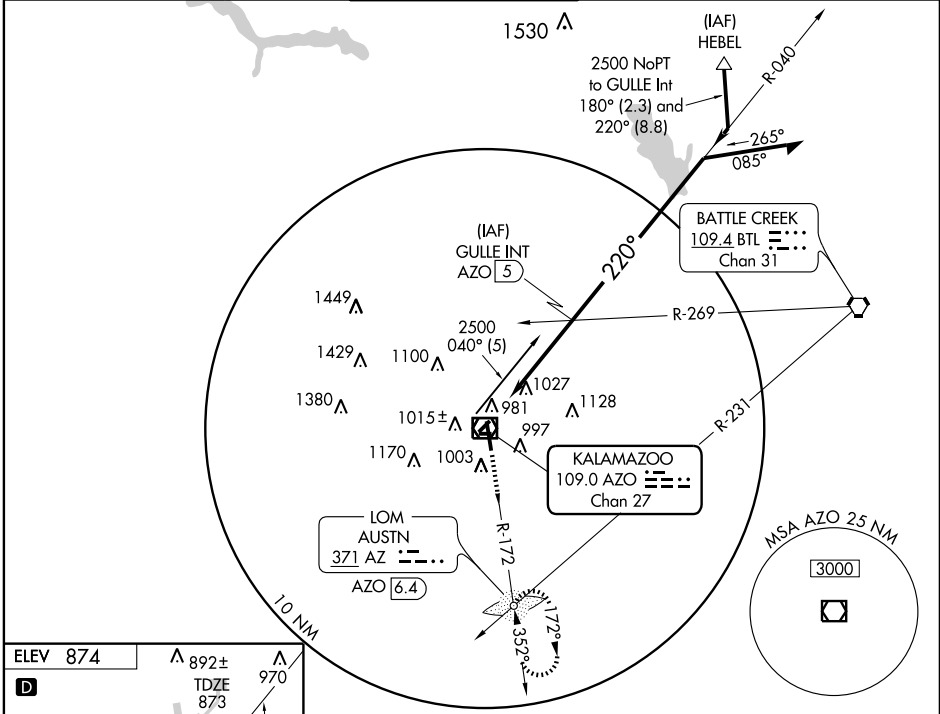 1530
(IAF)
HEBEL
2500 NoPT
to GULLE Int
180° (2.3) and
220° (8.8)
R-040
265°
085°
BATTLE CREEK
109.4 BTL
Chan 31
(IAF)
GULLE INT
AZO 5
220°
R-269
1449
2500
040° (5)
1429
1100
1027
1380
981
1128
1015±
997
R-231
1170
1003
KALAMAZOO
109.0 AZO
Chan 27
LOM
AUSTN
371 AZ
AZO 6.4
R-172
MSA AZO 25 NM
3000
172°
352°
10 NM
ELEV 874
D
892±
970
TDZE
873